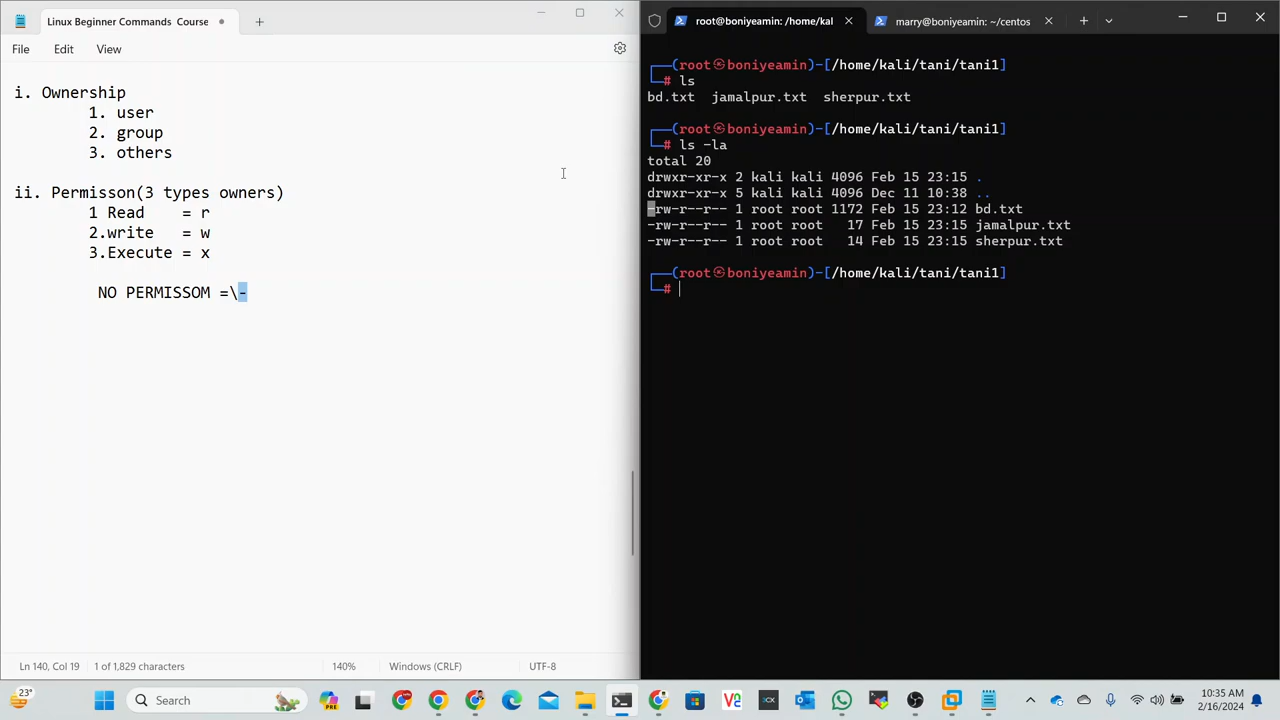 Linux Beginner Commands Course
File Edit View
i. Ownership
1. user
2. group
3. others
ii. Permisson(3 types owners)
1 Read = r
2.write = w
3.Execute = x
NO PERMISSOM =\-
Ln 140, Col 19 1 of 1,829 characters 140% Windows (CRLF) UTF-8
root@boniyeamin: /home/kal marry@boniyeamin: ~/centos
┌──(root㉿boniyeamin)-[/home/kali/tani/tani1]
└─# ls
bd.txt jamalpur.txt sherpur.txt
┌──(root㉿boniyeamin)-[/home/kali/tani/tani1]
└─# ls -la
total 20
drwxr-xr-x 2 kali kali 4096 Feb 15 23:15 .
drwxr-xr-x 5 kali kali 4096 Dec 11 10:38 ..
-rw-r--r-- 1 root root 1172 Feb 15 23:12 bd.txt
-rw-r--r-- 1 root root 17 Feb 15 23:15 jamalpur.txt
-rw-r--r-- 1 root root 14 Feb 15 23:15 sherpur.txt
┌──(root㉿boniyeamin)-[/home/kali/tani/tani1]
└─#
23° Search 10:35 AM
2/16/2024